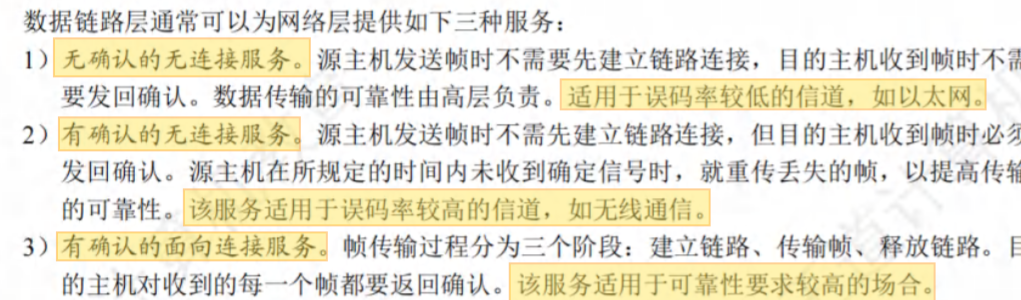 数据链路层通常可以为网络层提供如下三种服务：
1）无确认的无连接服务。源主机发送帧时不需要先建立链路连接，目的主机收到帧时不需
要发回确认。数据传输的可靠性由高层负责。适用于误码率较低的信道，如以太网。
2）有确认的无连接服务。源主机发送帧时不需先建立链路连接，但目的主机收到帧时必须
发回确认。源主机在所规定的时间内未收到确定信号时，就重传丢失的帧，以提高传输
的可靠性。该服务适用于误码率较高的信道，如无线通信。
3）有确认的面向连接服务。帧传输过程分为三个阶段：建立链路、传输帧、释放链路。目
的主机对收到的每一个帧都要返回确认。该服务适用于可靠性要求较高的场合。